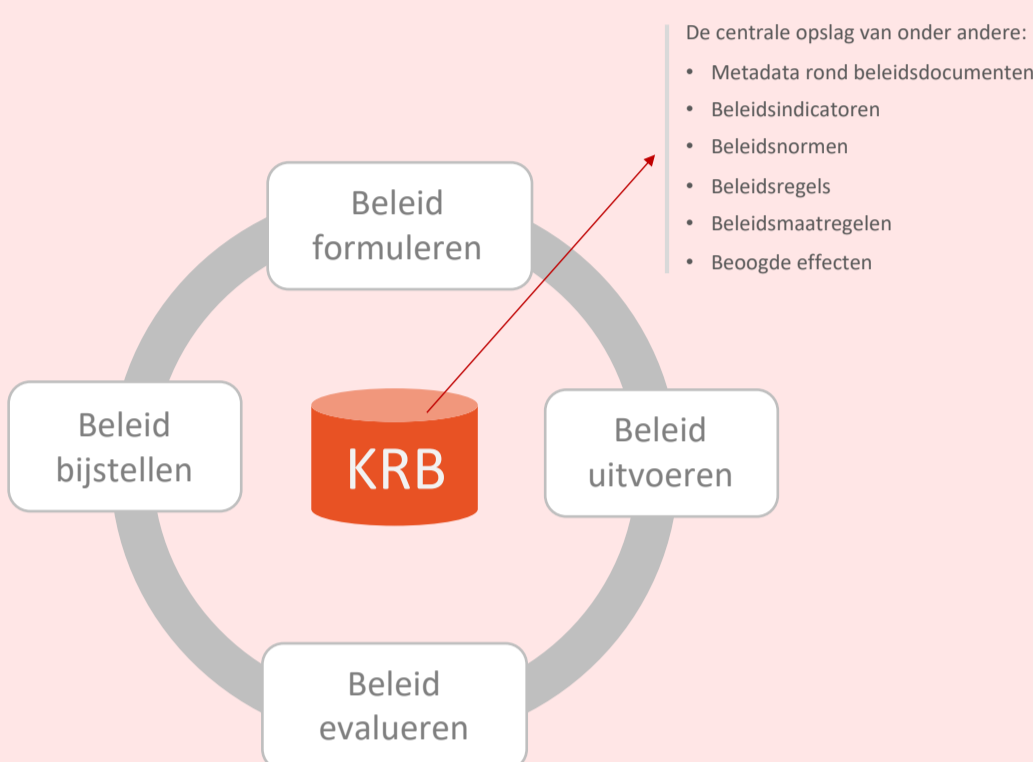 De centrale opslag van onder andere:
• Metadata rond beleidsdocumenten
• Beleidsindicatoren
• Beleidsnormen
• Beleidsregels
• Beleidsmaatregelen
• Beoogde effecten
Beleid
formuleren
Beleid
bijstellen
KRB
Beleid
uitvoeren
Beleid
evalueren